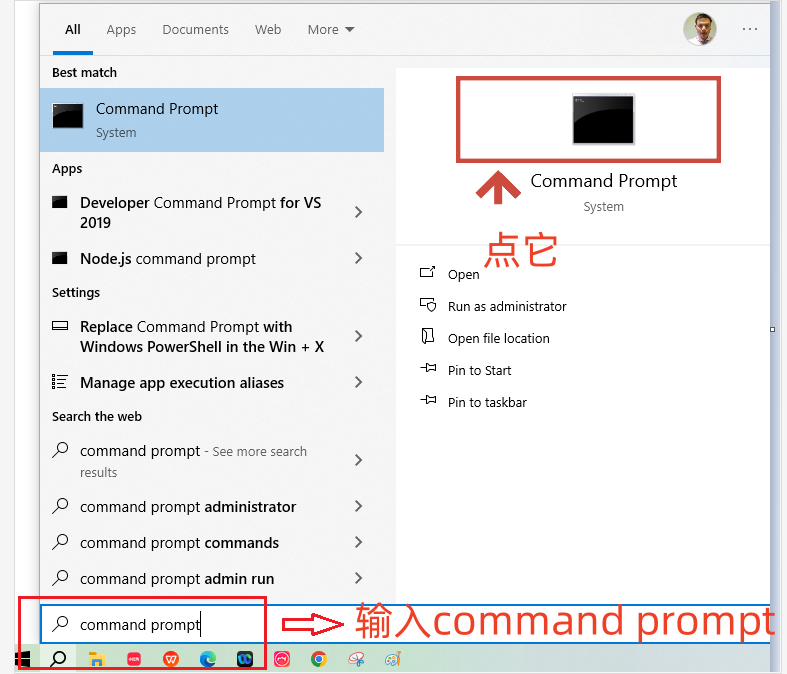 All Apps Documents Web More
Best match
Command Prompt
System
Apps
Developer Command Prompt for VS
2019
Node.js command prompt
Settings
Replace Command Prompt with
Windows PowerShell in the Win + X
Manage app execution aliases
Search the web
command prompt - See more search
results
command prompt administrator
command prompt commands
command prompt admin run
command prompt
输入command prompt
Command Prompt
System
点它
Open
Run as administrator
Open file location
Pin to Start
Pin to taskbar